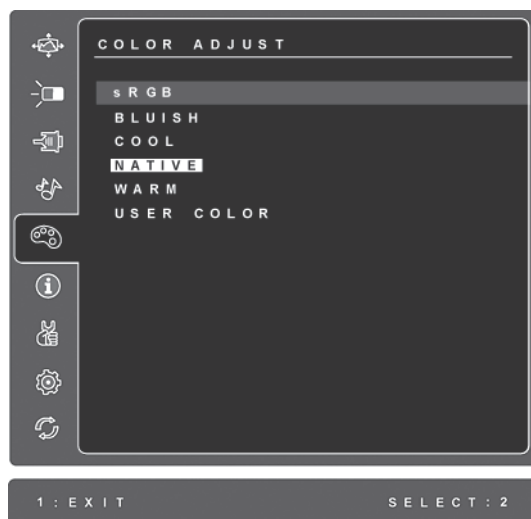 COLOR ADJUST
sRGB
BLUISH
COOL
NATIVE
WARM
USER COLOR
1:EXIT SELECT:2